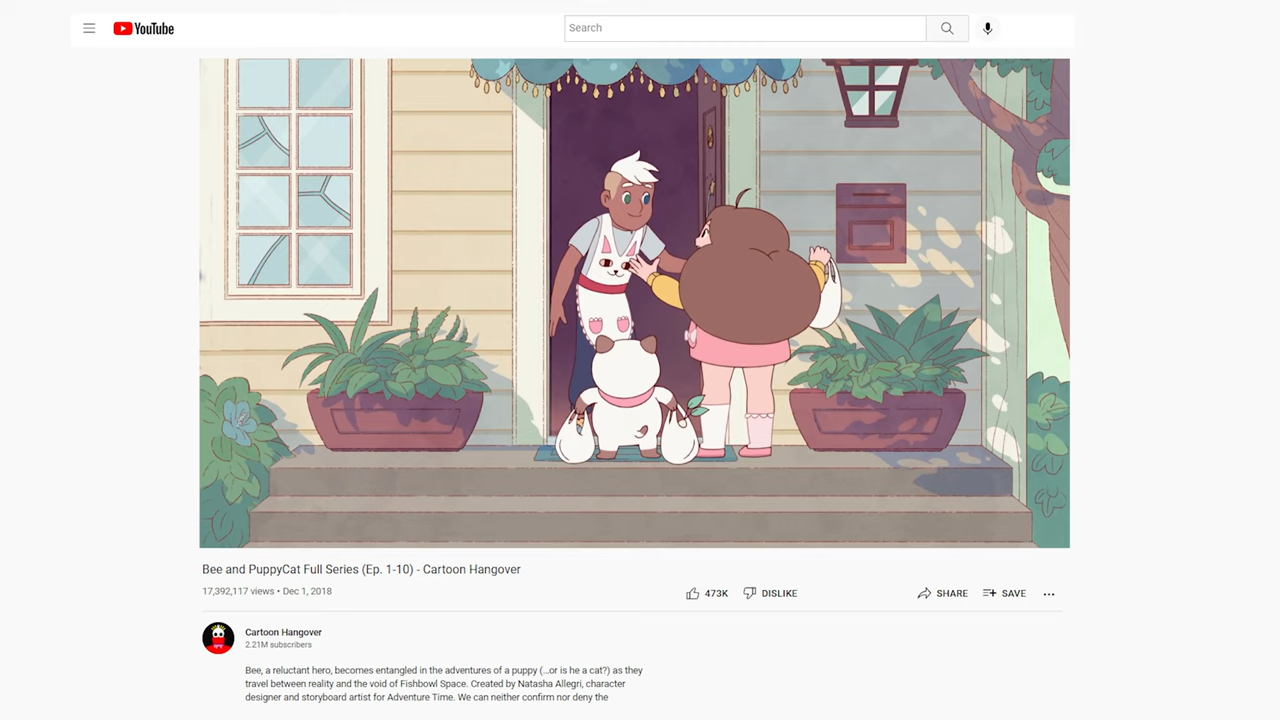 YouTube
Search
Bee and PuppyCat Full Series (Ep. 1-10) - Cartoon Hangover
17,392,117 views • Dec 1, 2018
473K
DISLIKE
SHARE
SAVE
Cartoon Hangover
2.21M subscribers
Bee, a reluctant hero, becomes entangled in the adventures of a puppy (...or is he a cat?) as they
travel between reality and the void of Fishbowl Space. Created by Natasha Allegri, character
designer and storyboard artist for Adventure Time. We can neither confirm nor deny the